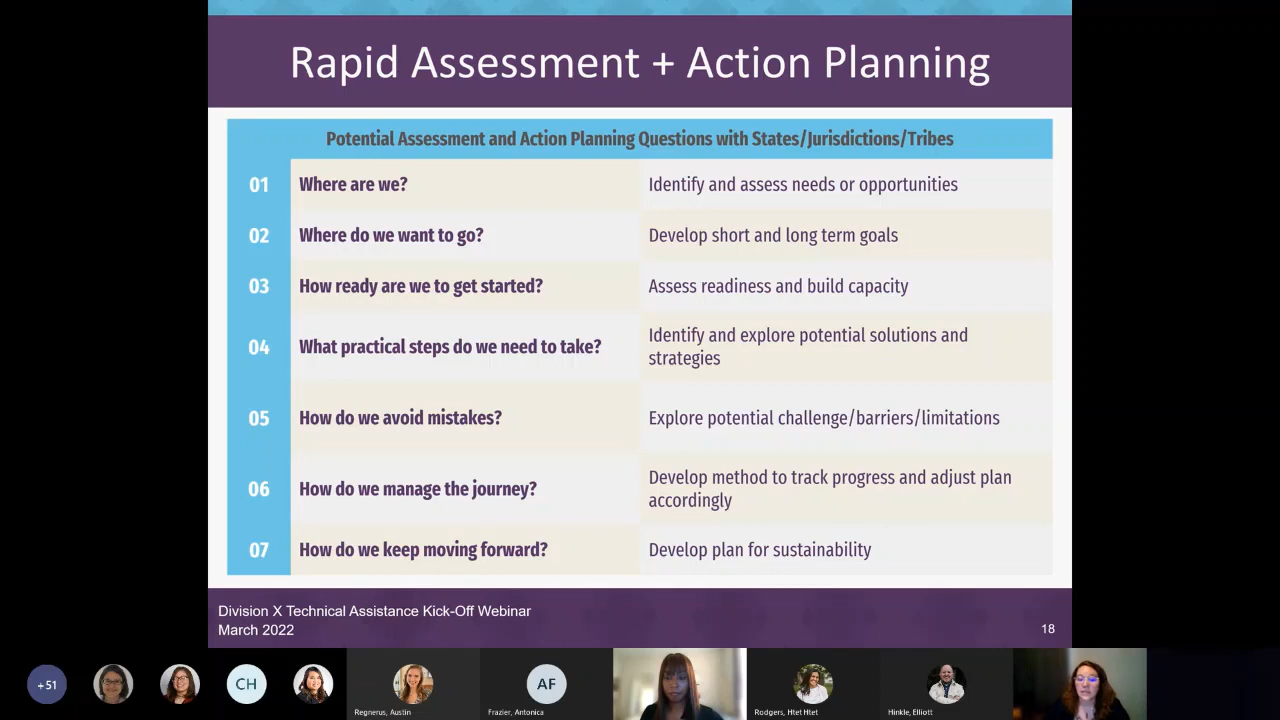 Rapid Assessment + Action Planning
Potential Assessment and Action Planning Questions with States/Jurisdictions/Tribes
01 Where are we? Identify and assess needs or opportunities
02 Where do we want to go? Develop short and long term goals
03 How ready are we to get started? Assess readiness and build capacity
04 What practical steps do we need to take? Identify and explore potential solutions and
strategies
05 How do we avoid mistakes? Explore potential challenge/barriers/limitations
06 How do we manage the journey? Develop method to track progress and adjust plan
accordingly
07 How do we keep moving forward? Develop plan for sustainability
Division X Technical Assistance Kick-Off Webinar
March 2022
18
+51 CH AF
Regnerus, Austin Frazier, Antonica Rodgers, Htet Htet Hinkle, Elliott